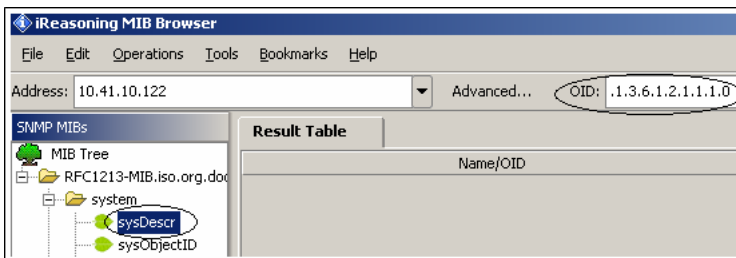 iReasoning MIB Browser
File Edit Operations Tools Bookmarks Help
Address: 10.41.10.122 Advanced... OID: .1.3.6.1.2.1.1.1.0
SNMP MIBs
Result Table
MIB Tree
Name/OID
RFC1213-MIB.iso.org.dod
system
sysDescr
sysObjectID